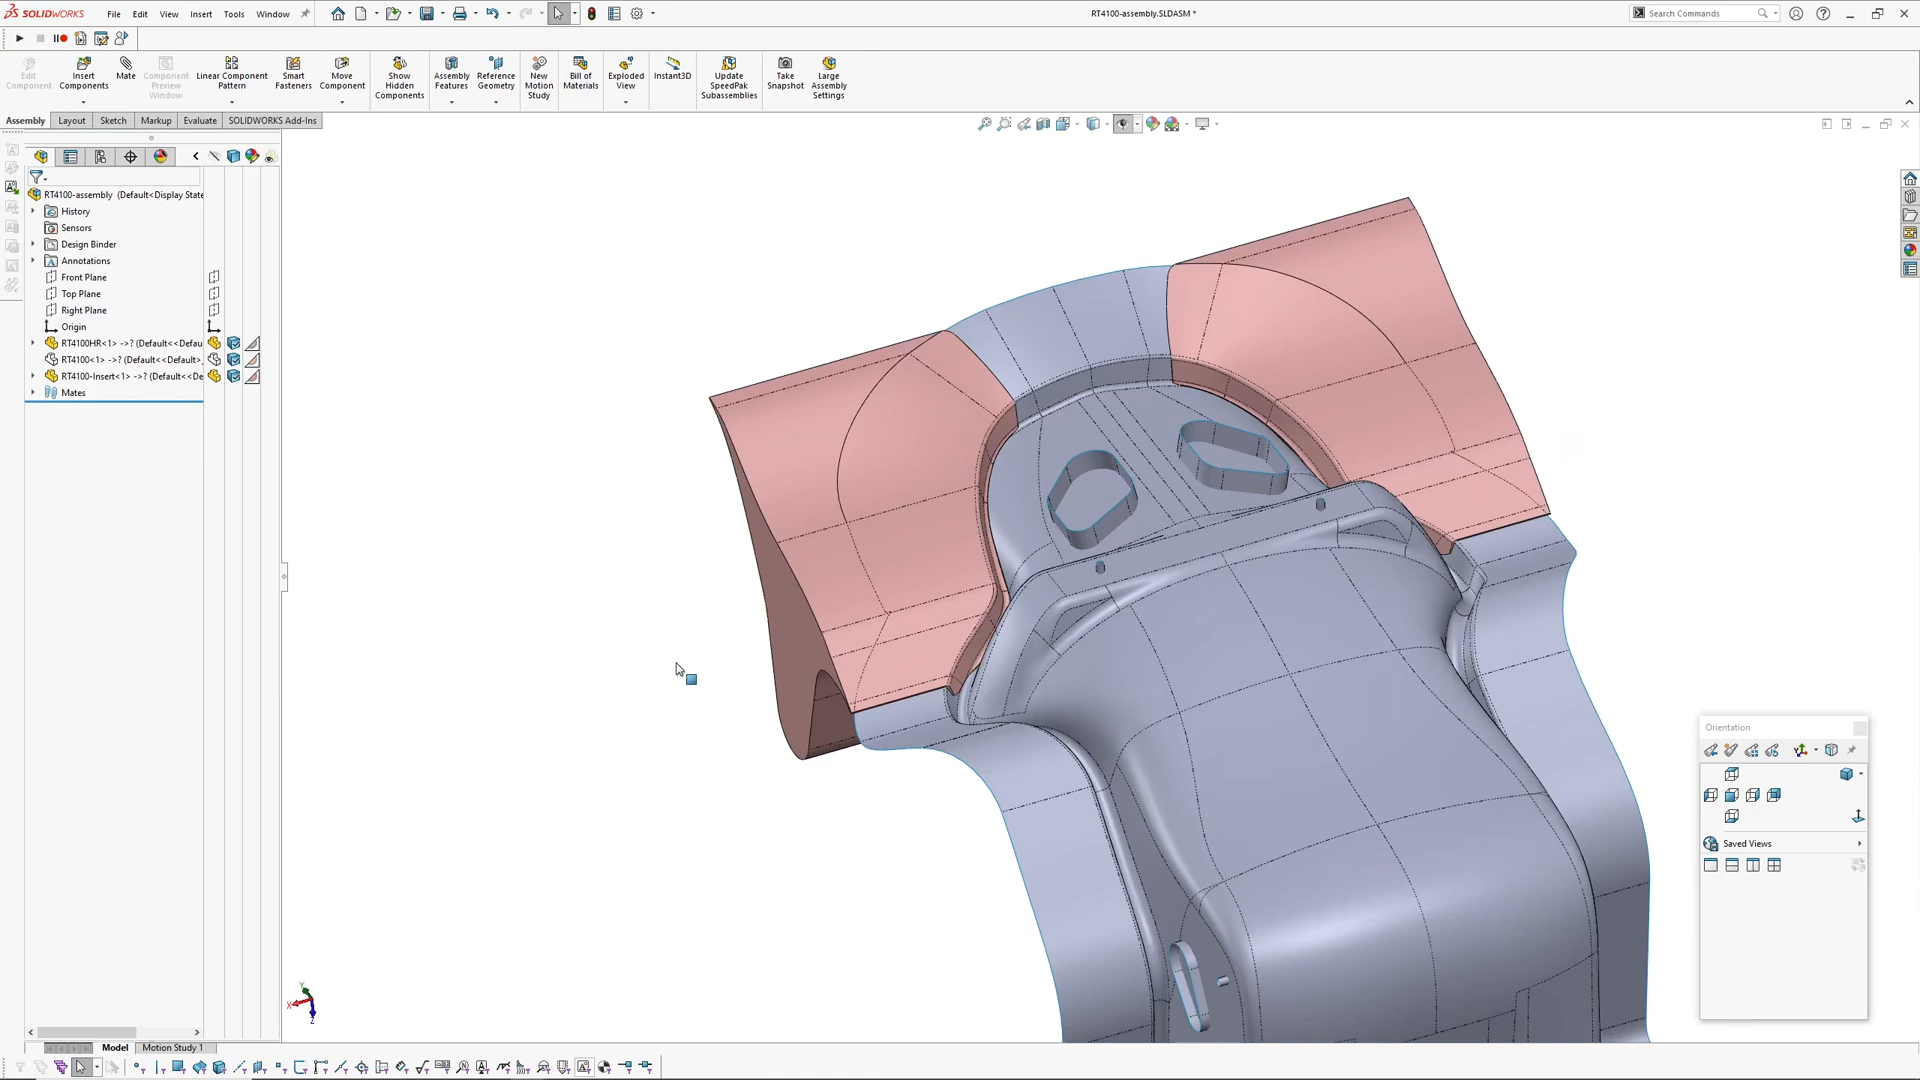 SOLIDWORKS File Edit View Insert Tools Window RT4100-assembly.SLDASM * Search Commands
Edit Component
Insert Components
Mate
Component Preview Window
Linear Component Pattern
Smart Fasteners
Move Component
Show Hidden Components
Assembly Features
Reference Geometry
New Motion Study
Bill of Materials
Exploded View
Instant3D
Update SpeedPak Subassemblies
Take Snapshot
Large Assembly Settings
Assembly Layout Sketch Markup Evaluate SOLIDWORKS Add-Ins
RT4100-assembly (Default<Display State
History
Sensors
Design Binder
Annotations
Front Plane
Top Plane
Right Plane
Origin
RT4100HR<1> ->? (Default<<Defau
RT4100<1> ->? (Default<<Default>
RT4100-Insert<1> ->? (Default<<De
Mates
Orientation
Saved Views
Y
X
Z
Model Motion Study 1